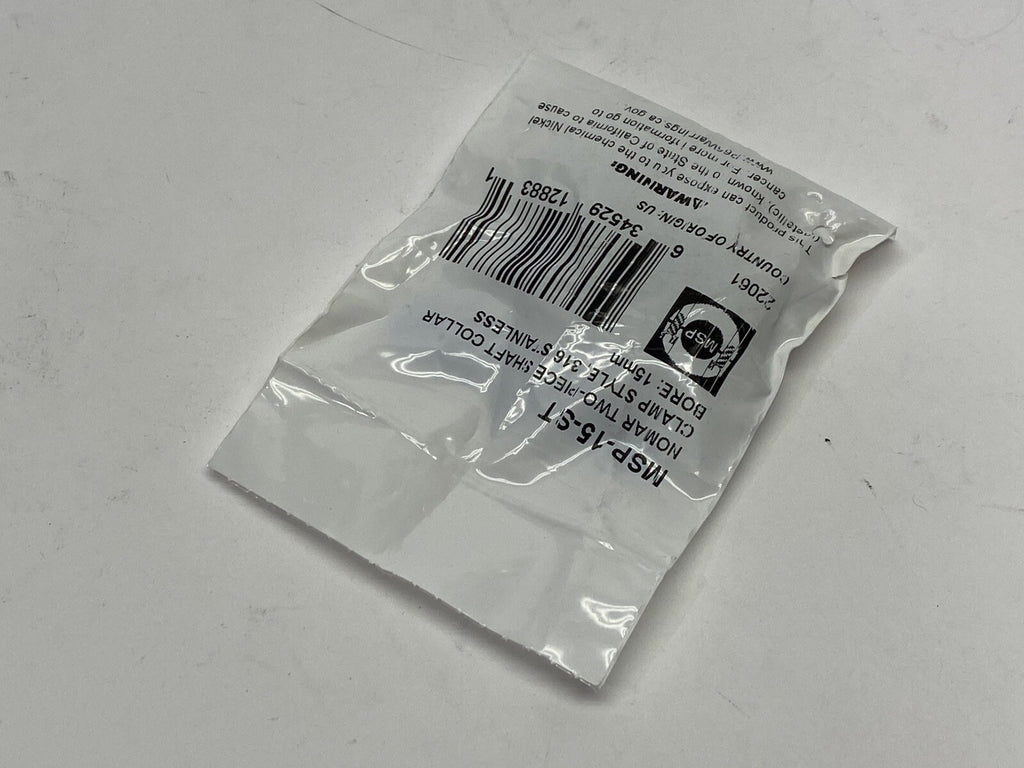 MSP-15-ST
NOMAR TWO-PIECE SHAFT COLLAR
CLAMP STYLE, 316 STAINLESS
BORE: 15mm
MSP
6 34529 12883 1
22061
COUNTRY OF ORIGIN: US
⚠WARNING:
This product can expose you to the chemical Nickel
(metallic), known to the State of California to cause
cancer. For more information go to
www.P65Warnings.ca.gov.